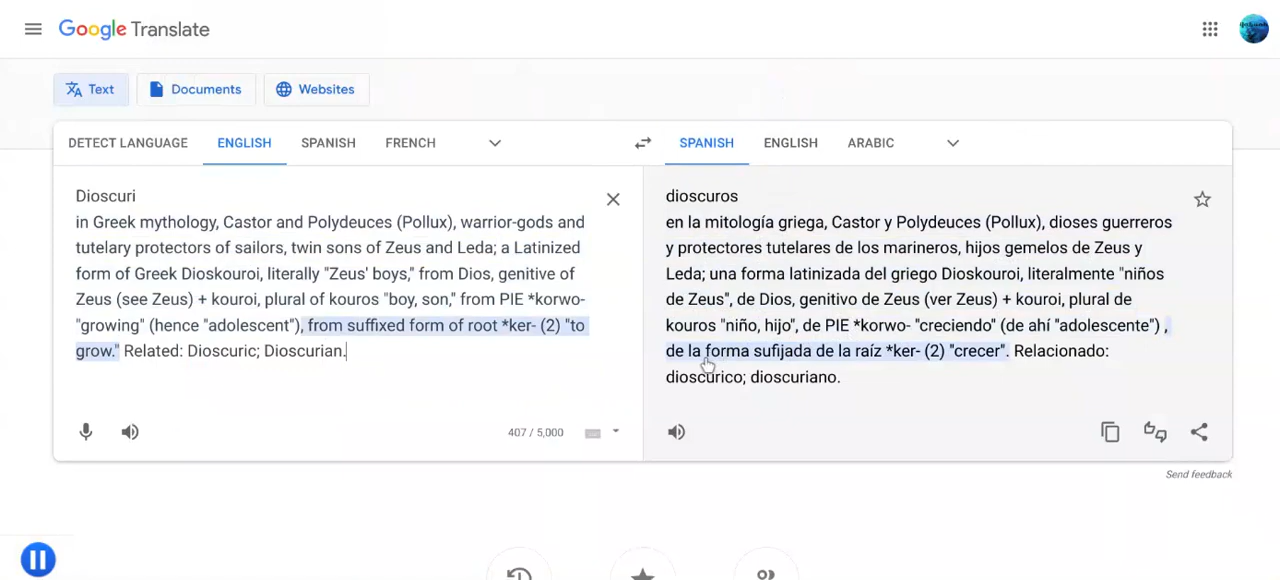 Google Translate
Text Documents Websites
DETECT LANGUAGE ENGLISH SPANISH FRENCH
SPANISH ENGLISH ARABIC
Dioscuri
in Greek mythology, Castor and Polydeuces (Pollux), warrior-gods and
tutelary protectors of sailors, twin sons of Zeus and Leda; a Latinized
form of Greek Dioskouroi, literally "Zeus' boys," from Dios, genitive of
Zeus (see Zeus) + kouroi, plural of kouros "boy, son," from PIE *korwo-
"growing" (hence "adolescent"), from suffixed form of root *ker- (2) "to
grow." Related: Dioscuric; Dioscurian.
407 / 5,000
dioscuros
en la mitología griega, Castor y Polydeuces (Pollux), dioses guerreros
y protectores tutelares de los marineros, hijos gemelos de Zeus y
Leda; una forma latinizada del griego Dioskouroi, literalmente "niños
de Zeus", de Dios, genitivo de Zeus (ver Zeus) + kouroi, plural de
kouros "niño, hijo", de PIE *korwo- "creciendo" (de ahí "adolescente") ,
de la forma sufijada de la raíz *ker- (2) "crecer". Relacionado:
dioscúrico; dioscuriano.
Send feedback